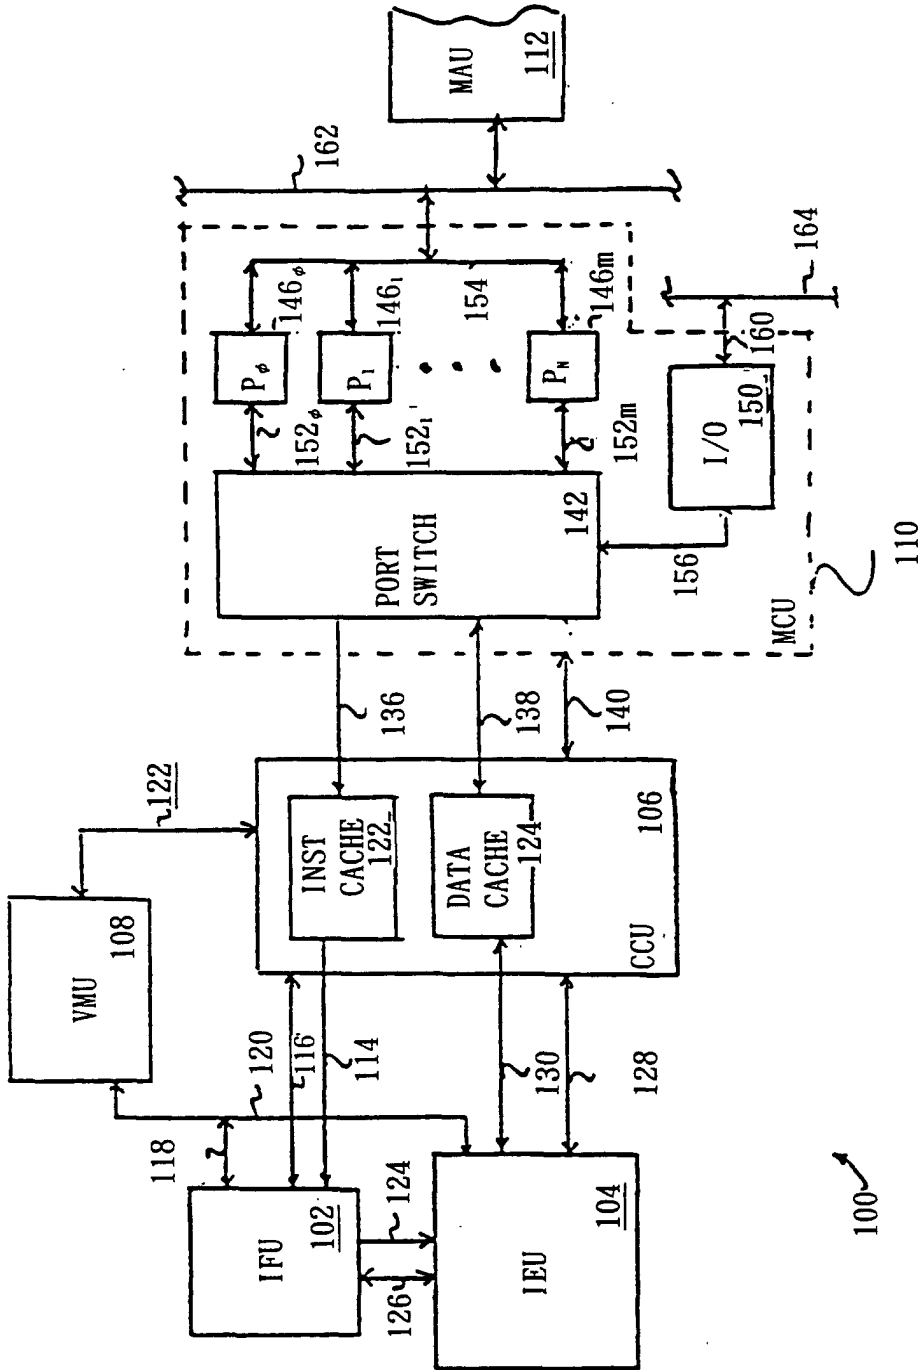 MAU
112
162
154
146φ
146₁
146m
Pφ
P₁
P_N
152φ
152₁
152m
164
160
I/O
150
156
PORT
SWITCH
142
MCU
110
136
138
140
122
INST
CACHE
122
DATA
CACHE
124
106
CCU
VMU
108
120
116
114
130
128
118
IFU
102
124
126
IEU
104
100